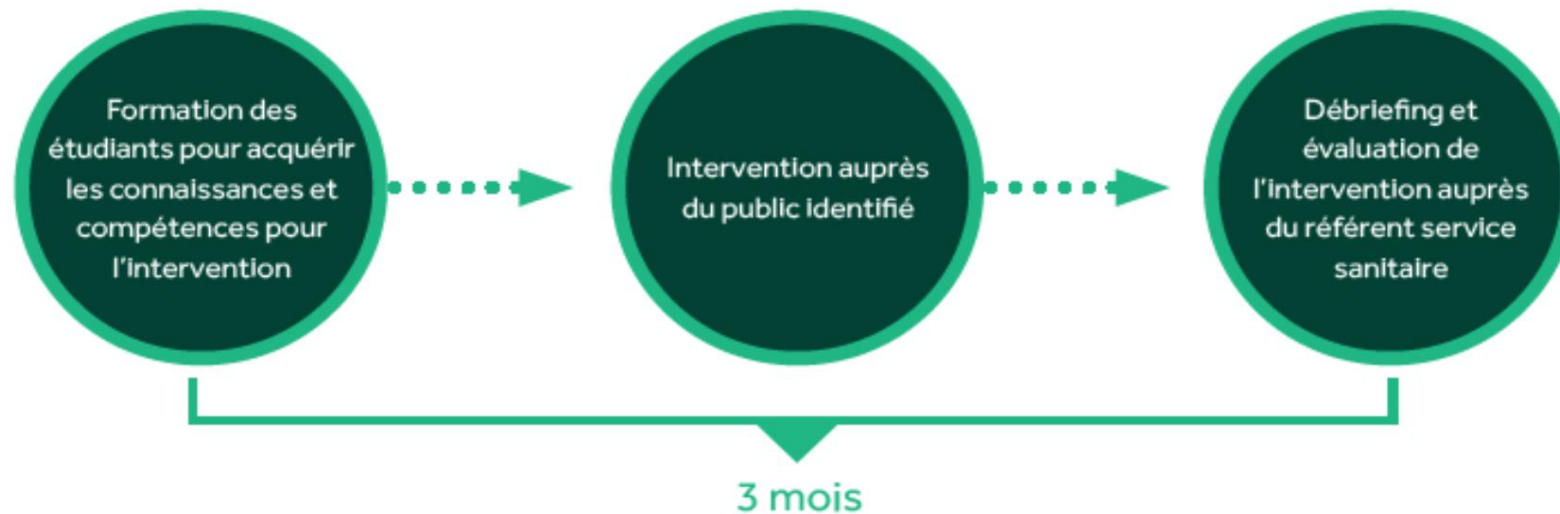 Formation des
étudiants pour acquérir
les connaissances et
compétences pour
l'intervention
Intervention auprès
du public identifié
Débriefing et
évaluation de
l'intervention auprès
du référent service
sanitaire
3 mois